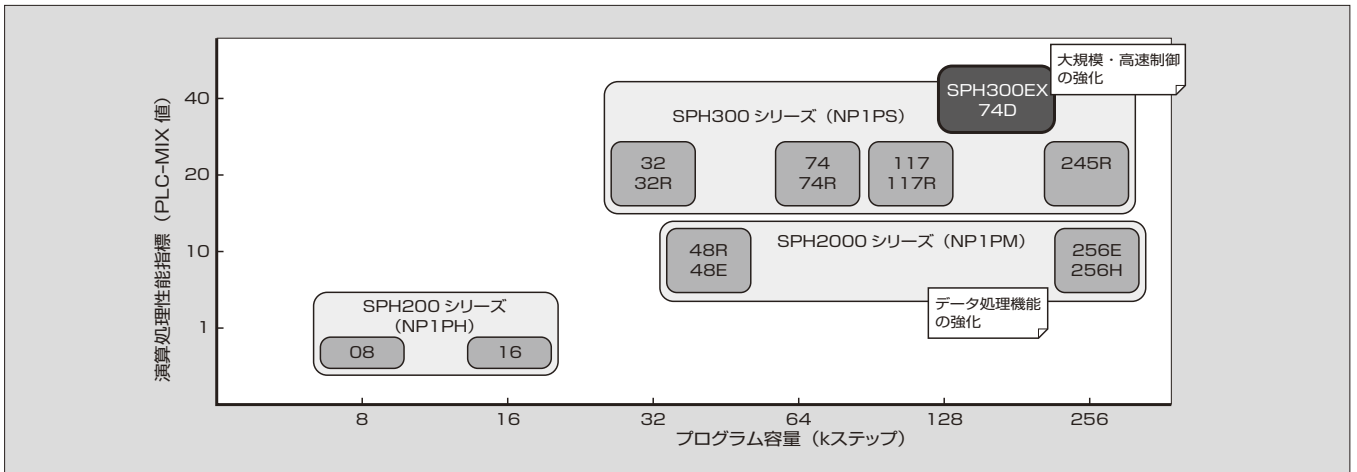 大規模・高速制御
の強化
SPH300EX
74D
SPH300 シリーズ（NP1PS）
32
32R
74
74R
117
117R
245R
SPH2000 シリーズ（NP1PM）
48R
48E
256E
256H
データ処理機能
の強化
SPH200 シリーズ
（NP1PH）
08
16
演算処理性能指標（PLC-MIX 値）
40
20
10
1
8
16
32
64
128
256
プログラム容量（kステップ）